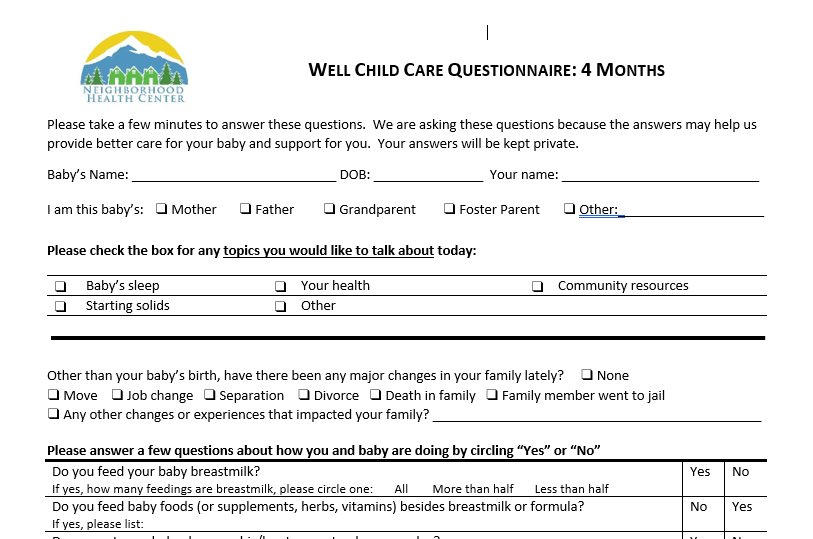 NEIGHBORHOOD
HEALTH CENTER
WELL CHILD CARE QUESTIONNAIRE: 4 MONTHS
Please take a few minutes to answer these questions.  We are asking these questions because the answers may help us
provide better care for your baby and support for you.  Your answers will be kept private.
Baby's Name: ______________________________ DOB: ________________ Your name: _____________________________
I am this baby's: ❑ Mother ❑ Father ❑ Grandparent ❑ Foster Parent ❑ Other:______________________
Please check the box for any topics you would like to talk about today:
❑ Baby's sleep ❑ Your health ❑ Community resources
❑ Starting solids ❑ Other
Other than your baby's birth, have there been any major changes in your family lately? ❑ None
❑ Move ❑ Job change ❑ Separation ❑ Divorce ❑ Death in family ❑ Family member went to jail
❑ Any other changes or experiences that impacted your family? ________________________________________________
Please answer a few questions about how you and baby are doing by circling “Yes” or “No”
Do you feed your baby breastmilk? Yes No
If yes, how many feedings are breastmilk, please circle one: All More than half Less than half
Do you feed baby foods (or supplements, herbs, vitamins) besides breastmilk or formula? No Yes
If yes, please list: